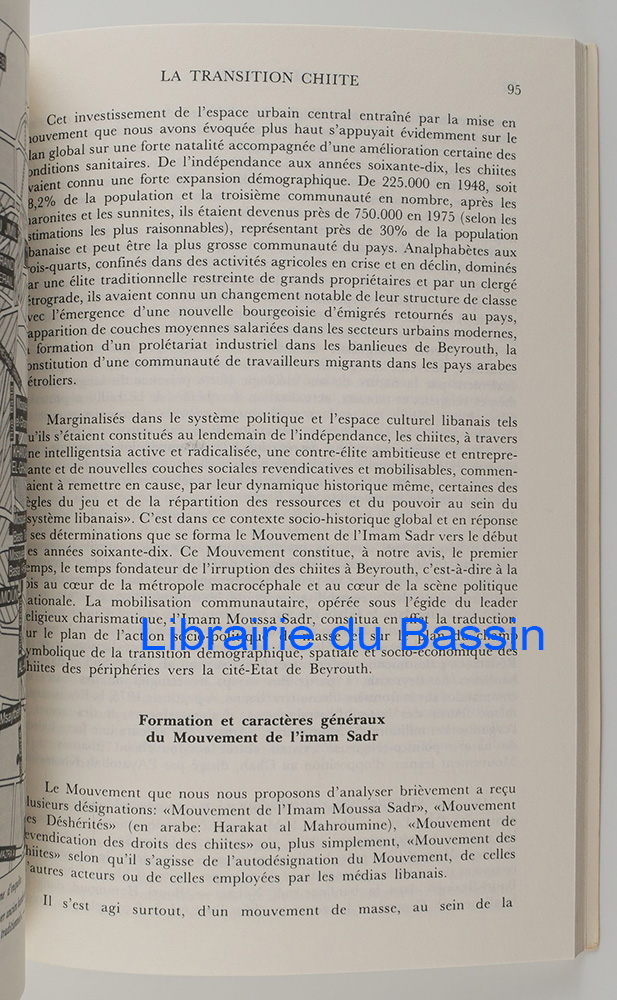 LA TRANSITION CHIITE
95
Cet investissement de l'espace urbain central entraîné par la mise en
mouvement que nous avons évoquée plus haut s'appuyait évidemment sur le
plan global sur une forte natalité accompagnée d'une amélioration certaine des
conditions sanitaires. De l'indépendance aux années soixante-dix, les chiites
avaient connu une forte expansion démographique. De 225.000 en 1948, soit
8,2% de la population et la troisième communauté en nombre, après les
maronites et les sunnites, ils étaient devenus près de 750.000 en 1975 (selon les
estimations les plus raisonnables), représentant près de 30% de la population
libanaise et peut être la plus grosse communauté du pays. Analphabètes aux
trois-quarts, confinés dans des activités agricoles en crise et en déclin, dominés
par une élite traditionnelle restreinte de grands propriétaires et par un clergé
rétrograde, ils avaient connu un changement notable de leur structure de classe
avec l'émergence d'une nouvelle bourgeoisie d'émigrés retournés au pays,
l'apparition de couches moyennes salariées dans les secteurs urbains modernes,
la formation d'un prolétariat industriel dans les banlieues de Beyrouth, la
constitution d'une communauté de travailleurs migrants dans les pays arabes
pétroliers.
Marginalisés dans le système politique et l'espace culturel libanais tels
qu'ils s'étaient constitués au lendemain de l'indépendance, les chiites, à travers
une intelligentsia active et radicalisée, une contre-élite ambitieuse et entrepre-
nante et de nouvelles couches sociales revendicatives et mobilisables, commen-
çaient à remettre en cause, par leur dynamique historique même, certaines des
règles du jeu et de la répartition des ressources et du pouvoir au sein du
«système libanais». C'est dans ce contexte socio-historique global et en réponse
à ses déterminations que se forma le Mouvement de l'Imam Sadr vers le début
des années soixante-dix. Ce Mouvement constitue, à notre avis, le premier
temps, le temps fondateur de l'irruption des chiites à Beyrouth, c'est-à-dire à la
fois au cœur de la métropole macrocéphale et au cœur de la scène politique
nationale. La mobilisation communautaire, opérée sous l'égide du leader
religieux charismatique, l'Imam Moussa Sadr, constitua en effet la traduction
sur le plan de l'action socio-politique de masse et sur le plan du champ
symbolique de la transition démographique, spatiale et socio-économique des
chiites des périphéries vers la cité-Etat de Beyrouth.
Librairie du Bassin
Formation et caractères généraux
du Mouvement de l'imam Sadr
Le Mouvement que nous nous proposons d'analyser brièvement a reçu
plusieurs désignations: «Mouvement de l'Imam Moussa Sadr», «Mouvement
des Déshérités» (en arabe: Harakat al Mahroumine), «Mouvement de
revendication des droits des chiites» ou, plus simplement, «Mouvement des
chiites» selon qu'il s'agisse de l'autodésignation du Mouvement, de celles
d'autres acteurs ou de celles employées par les médias libanais.
Il s'est agi surtout, d'un mouvement de masse, au sein de la